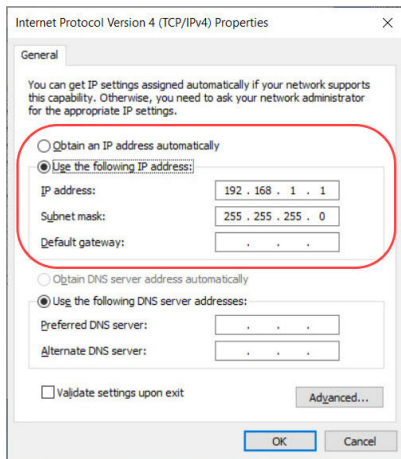 Internet Protocol Version 4 (TCP/IPv4) Properties
General
You can get IP settings assigned automatically if your network supports
this capability. Otherwise, you need to ask your network administrator
for the appropriate IP settings.
Obtain an IP address automatically
Use the following IP address:
IP address: 192 . 168 . 1 . 1
Subnet mask: 255 . 255 . 255 . 0
Default gateway: . . .
Obtain DNS server address automatically
Use the following DNS server addresses:
Preferred DNS server: . . .
Alternate DNS server: . . .
Validate settings upon exit
Advanced...
OK Cancel